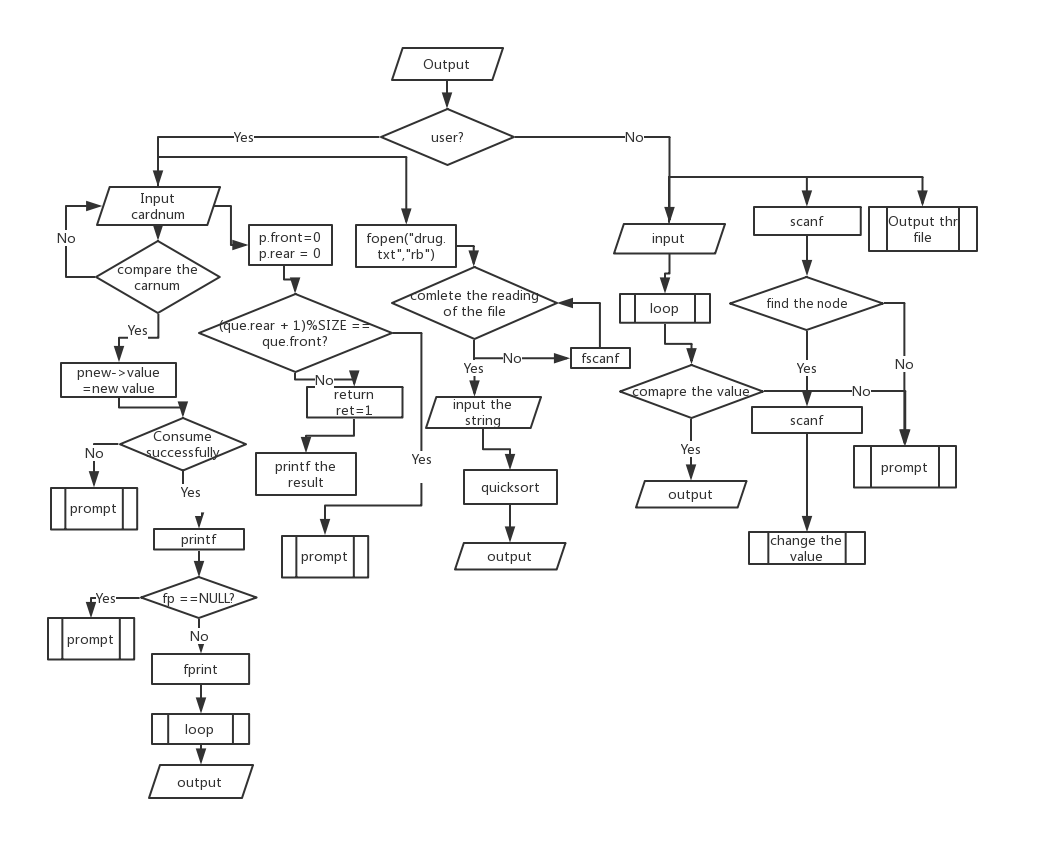 Output
user?
Yes
No
Input
cardnum
No
compare the
carnum
Yes
pnew->value
=new value
Consume
successfully
No
prompt
Yes
printf
fp ==NULL?
Yes
prompt
No
fprint
loop
output
p.front=0
p.rear = 0
(que.rear + 1)%SIZE ==
que.front?
No
return
ret=1
printf the
result
Yes
prompt
fopen("drug.
txt","rb")
comlete the reading
of the file
No
fscanf
Yes
input the
string
quicksort
output
input
loop
comapre the value
No
Yes
output
scanf
find the node
Yes
No
scanf
prompt
change the
value
Output thr
file